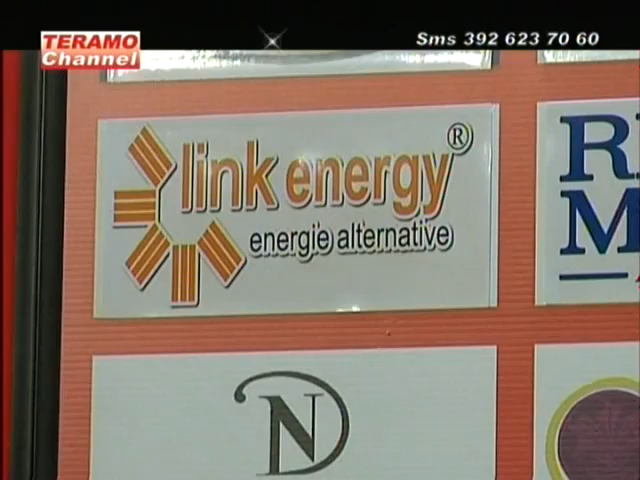 TERAMO
Channel
Sms 392 623 70 60
link energy®
energie alternative
R
M
N